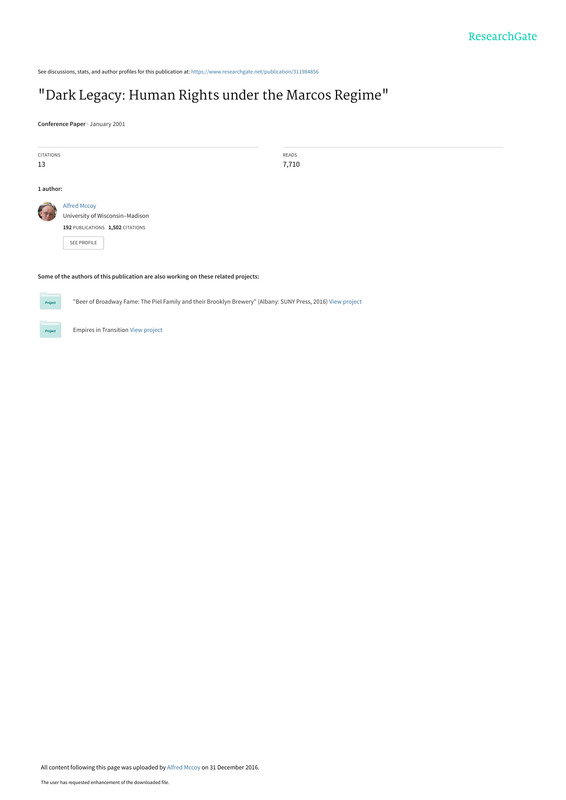 ResearchGate
See discussions, stats, and author profiles for this publication at: https://www.researchgate.net/publication/311984856
"Dark Legacy: Human Rights under the Marcos Regime"
Conference Paper · January 2001
CITATIONS
13
READS
7,710
1 author:
Alfred Mccoy
University of Wisconsin–Madison
192 PUBLICATIONS 1,502 CITATIONS
SEE PROFILE
Some of the authors of this publication are also working on these related projects:
Project
"Beer of Broadway Fame: The Piel Family and their Brooklyn Brewery" (Albany: SUNY Press, 2016) View project
Project
Empires in Transition View project
All content following this page was uploaded by Alfred Mccoy on 31 December 2016.
The user has requested enhancement of the downloaded file.